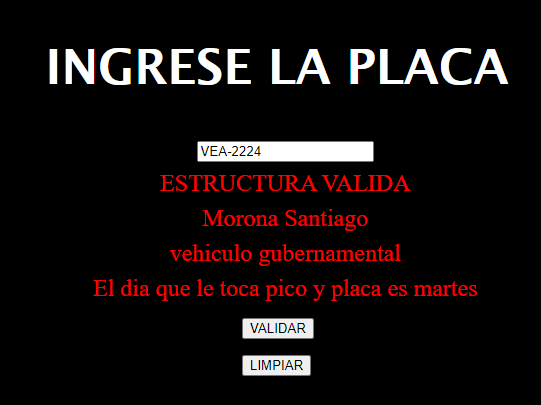 INGRESE LA PLACA
VEA-2224
ESTRUCTURA VALIDA
Morona Santiago
vehiculo gubernamental
El dia que le toca pico y placa es martes
VALIDAR
LIMPIAR